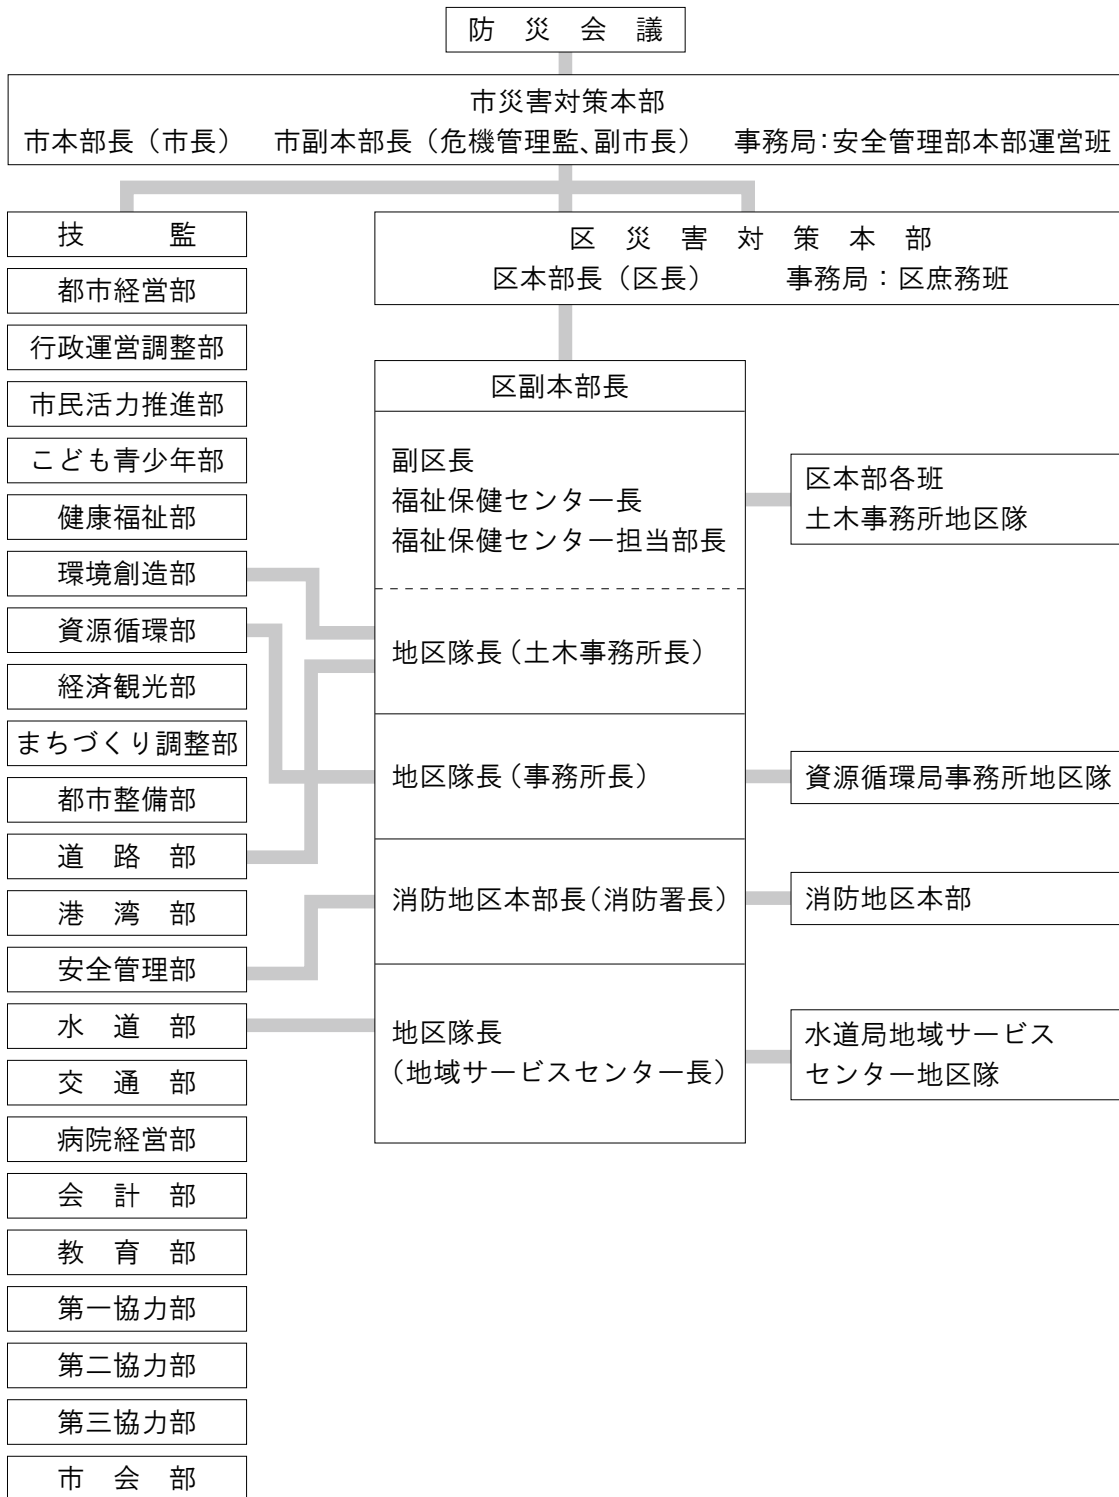 防災会議
市災害対策本部
市本部長（市長）　市副本部長（危機管理監、副市長）　事務局：安全管理部本部運営班
技監
都市経営部
行政運営調整部
市民活力推進部
こども青少年部
健康福祉部
環境創造部
資源循環部
経済観光部
まちづくり調整部
都市整備部
道路部
港湾部
安全管理部
水道部
交通部
病院経営部
会計部
教育部
第一協力部
第二協力部
第三協力部
市会部
区災害対策本部
区本部長（区長）　事務局：区庶務班
区副本部長
副区長
福祉保健センター長
福祉保健センター担当部長
地区隊長（土木事務所長）
地区隊長（事務所長）
消防地区本部長（消防署長）
地区隊長
（地域サービスセンター長）
区本部各班
土木事務所地区隊
資源循環局事務所地区隊
消防地区本部
水道局地域サービス
センター地区隊